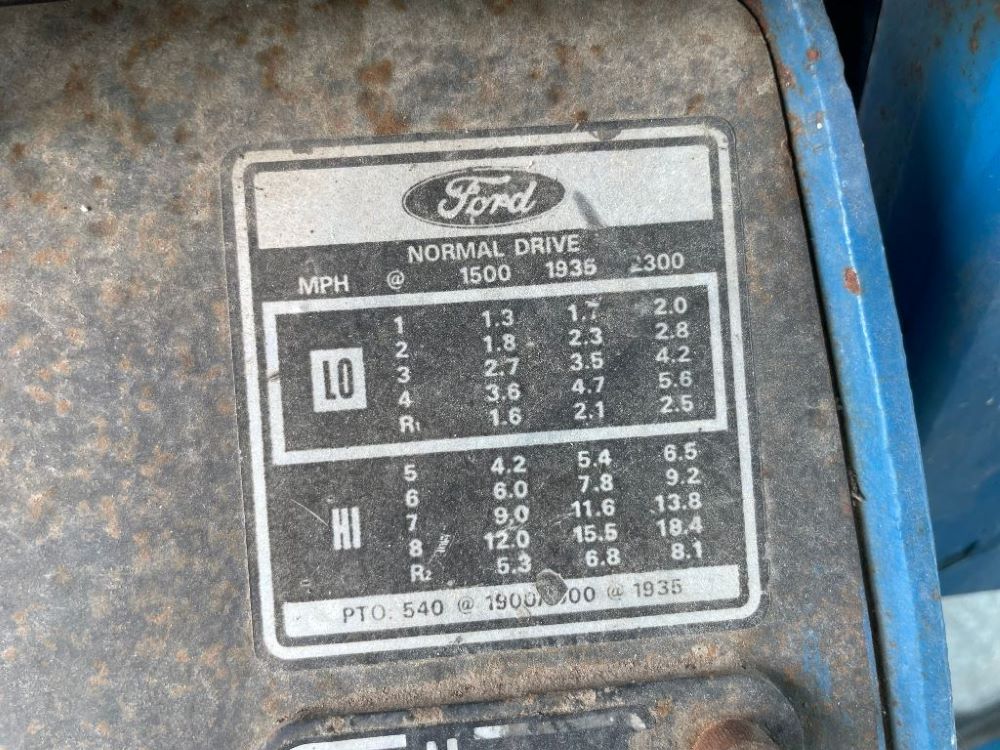 Ford
NORMAL DRIVE
MPH @ 1500 1935 2300
LO
1 1.3 1.7 2.0
2 1.8 2.3 2.8
3 2.7 3.5 4.2
4 3.6 4.7 5.6
R1 1.6 2.1 2.5
HI
5 4.2 5.4 6.5
6 6.0 7.8 9.2
7 9.0 11.6 13.8
8 12.0 15.5 18.4
R2 5.3 6.8 8.1
PTO. 540 @ 1900 @ 1935